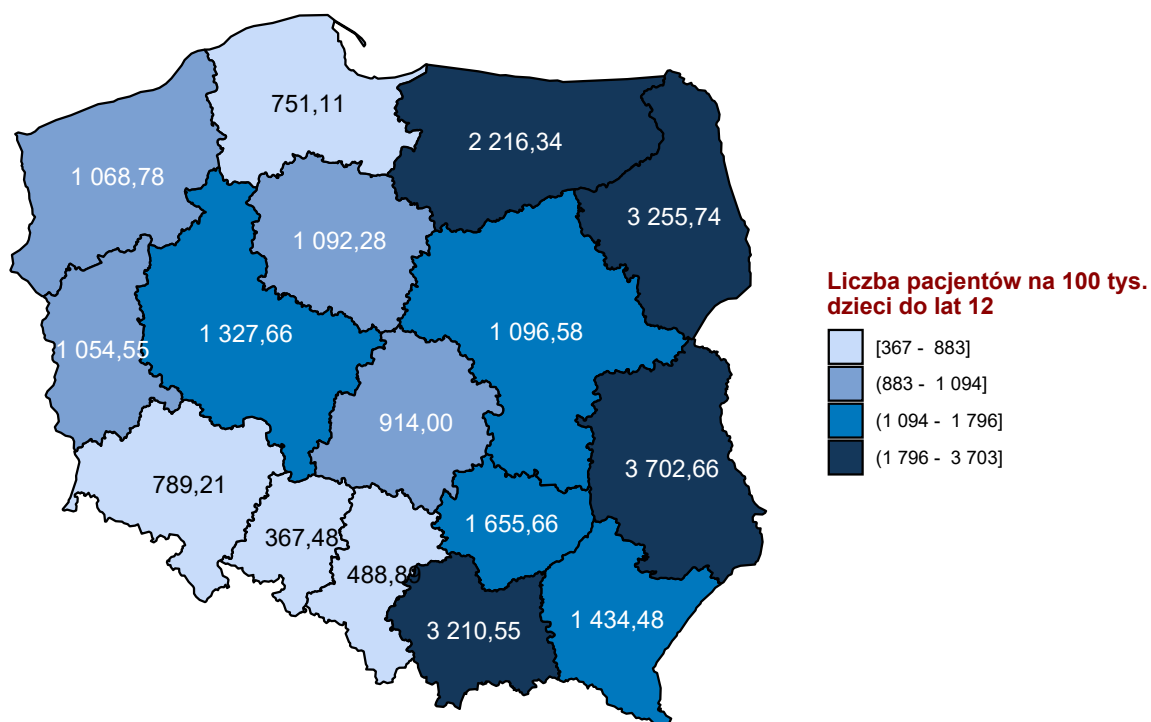 751,11
2 216,34
1 068,78
3 255,74
1 092,28
1 327,66
1 096,58
1 054,55
914,00
3 702,66
789,21
1 655,66
367,48
488,89
3 210,55
1 434,48
Liczba pacjentów na 100 tys.
dzieci do lat 12
[367 - 883]
(883 - 1 094]
(1 094 - 1 796]
(1 796 - 3 703]